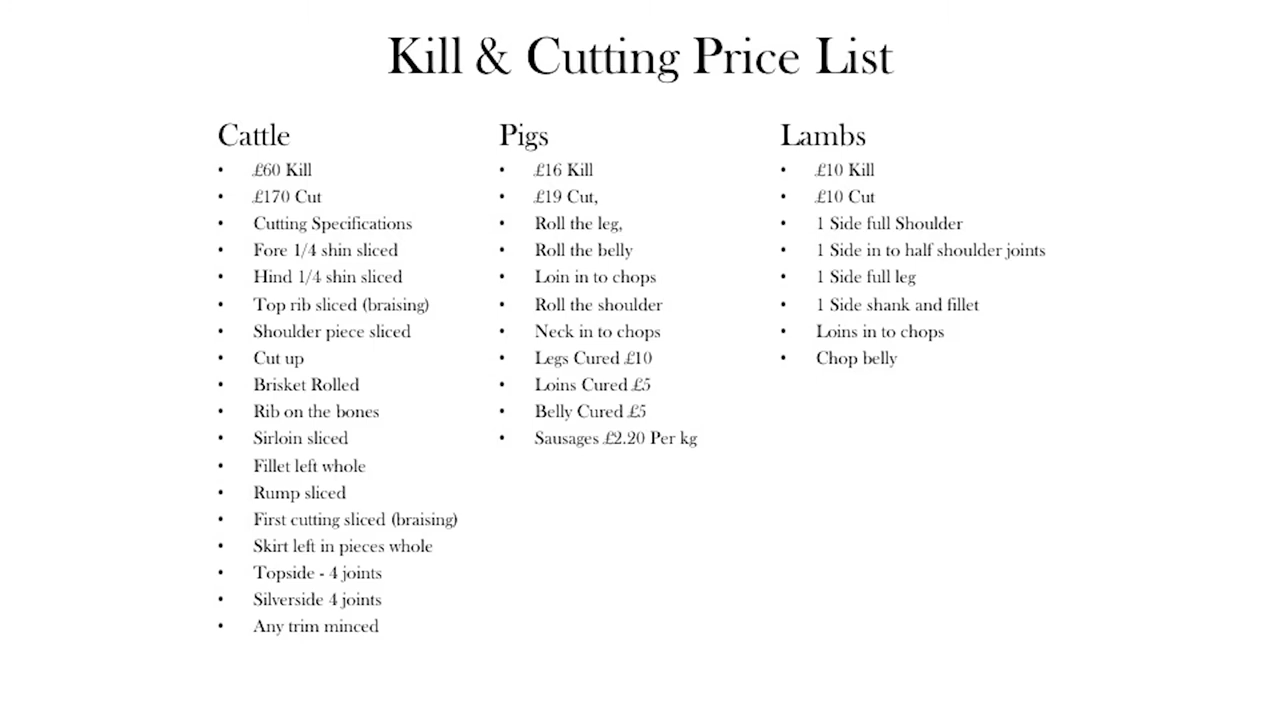 Kill & Cutting Price List
Cattle
• £60 Kill
• £170 Cut
• Cutting Specifications
• Fore 1/4 shin sliced
• Hind 1/4 shin sliced
• Top rib sliced (braising)
• Shoulder piece sliced
• Cut up
• Brisket Rolled
• Rib on the bones
• Sirloin sliced
• Fillet left whole
• Rump sliced
• First cutting sliced (braising)
• Skirt left in pieces whole
• Topside - 4 joints
• Silverside 4 joints
• Any trim minced
Pigs
• £16 Kill
• £19 Cut,
• Roll the leg,
• Roll the belly
• Loin in to chops
• Roll the shoulder
• Neck in to chops
• Legs Cured £10
• Loins Cured £5
• Belly Cured £5
• Sausages £2.20 Per kg
Lambs
• £10 Kill
• £10 Cut
• 1 Side full Shoulder
• 1 Side in to half shoulder joints
• 1 Side full leg
• 1 Side shank and fillet
• Loins in to chops
• Chop belly